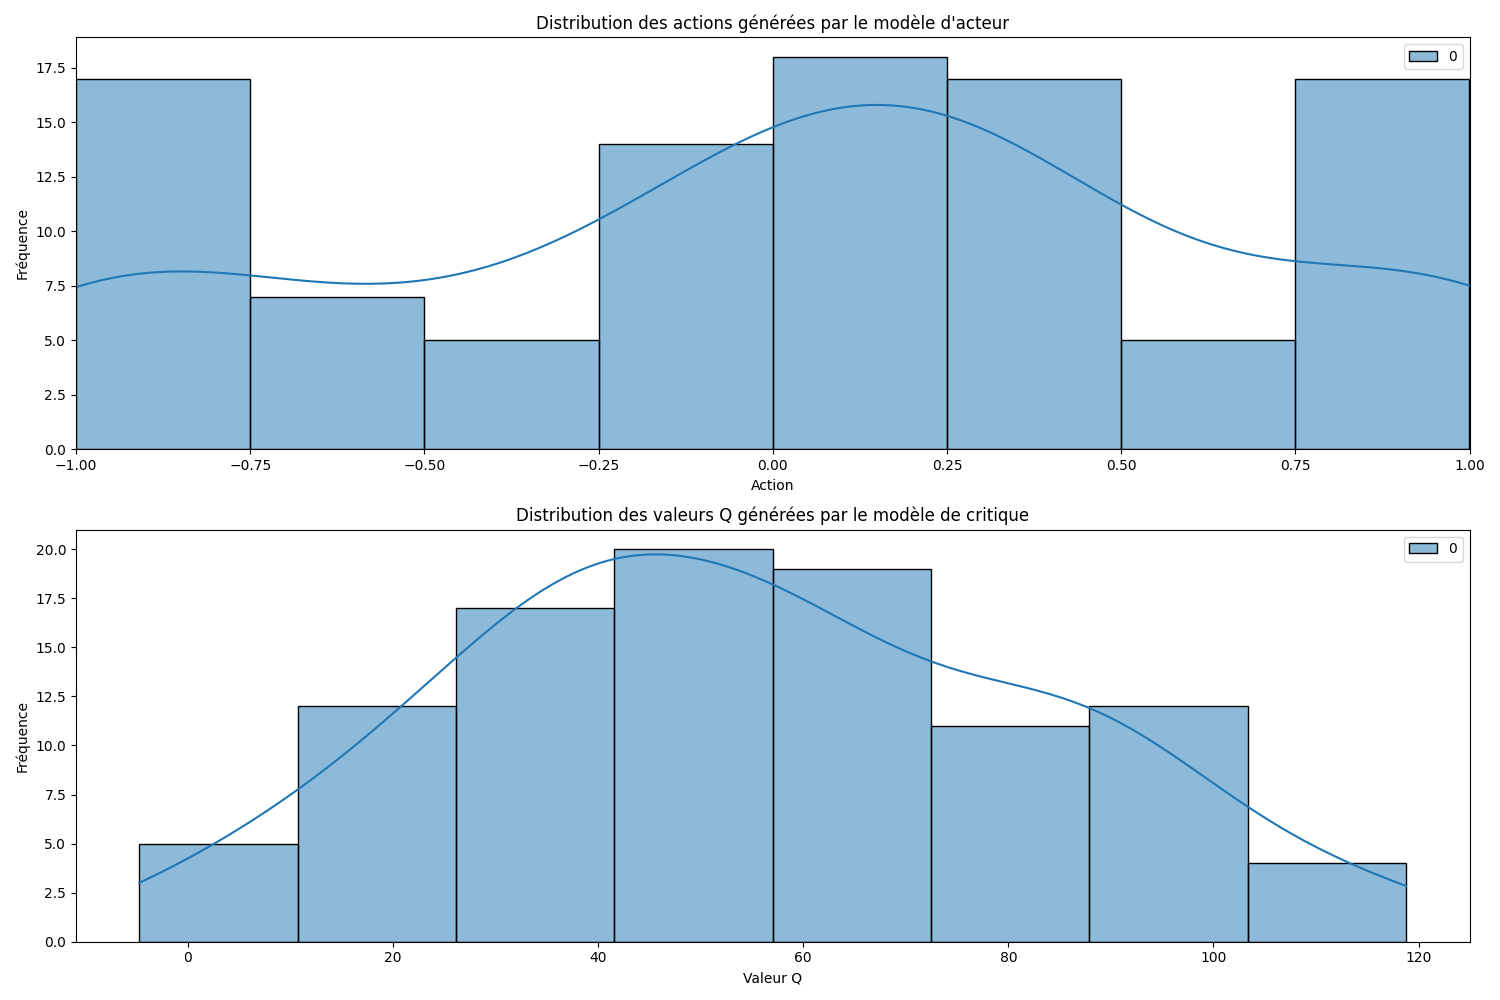 Distribution des actions générées par le modèle d'acteur
0
17.5
15.0
12.5
10.0
7.5
5.0
2.5
0.0
Fréquence
−1.00 −0.75 −0.50 −0.25 0.00 0.25 0.50 0.75 1.00
Action
Distribution des valeurs Q générées par le modèle de critique
0
20.0
17.5
15.0
12.5
10.0
7.5
5.0
2.5
0.0
Fréquence
0 20 40 60 80 100 120
Valeur Q